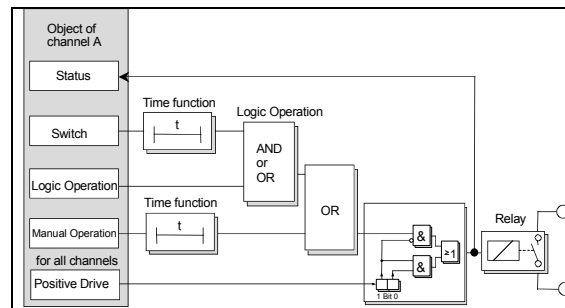 Object of
channel A
Status
Time function
Logic Operation
t
Switch
AND
or
OR
Logic Operation
Time function
OR
t
Manual Operation
&
Relay
≥1
for all channels
&
Positive Drive
1 Bit 0